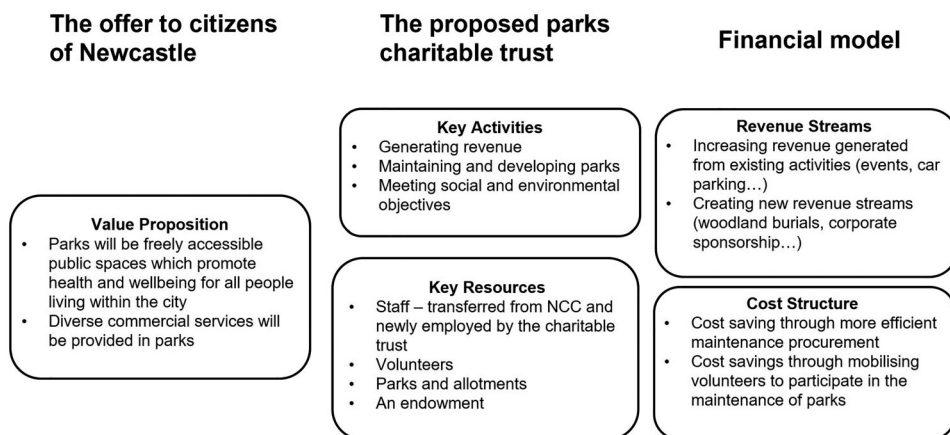 The offer to citizens
of Newcastle
The proposed parks
charitable trust
Financial model
Value Proposition
• Parks will be freely accessible
public spaces which promote
health and wellbeing for all people
living within the city
• Diverse commercial services will
be provided in parks
Key Activities
• Generating revenue
• Maintaining and developing parks
• Meeting social and environmental
objectives
Key Resources
• Staff – transferred from NCC and
newly employed by the charitable
trust
• Volunteers
• Parks and allotments
• An endowment
Revenue Streams
• Increasing revenue generated
from existing activities (events, car
parking…)
• Creating new revenue streams
(woodland burials, corporate
sponsorship…)
Cost Structure
• Cost saving through more efficient
maintenance procurement
• Cost savings through mobilising
volunteers to participate in the
maintenance of parks